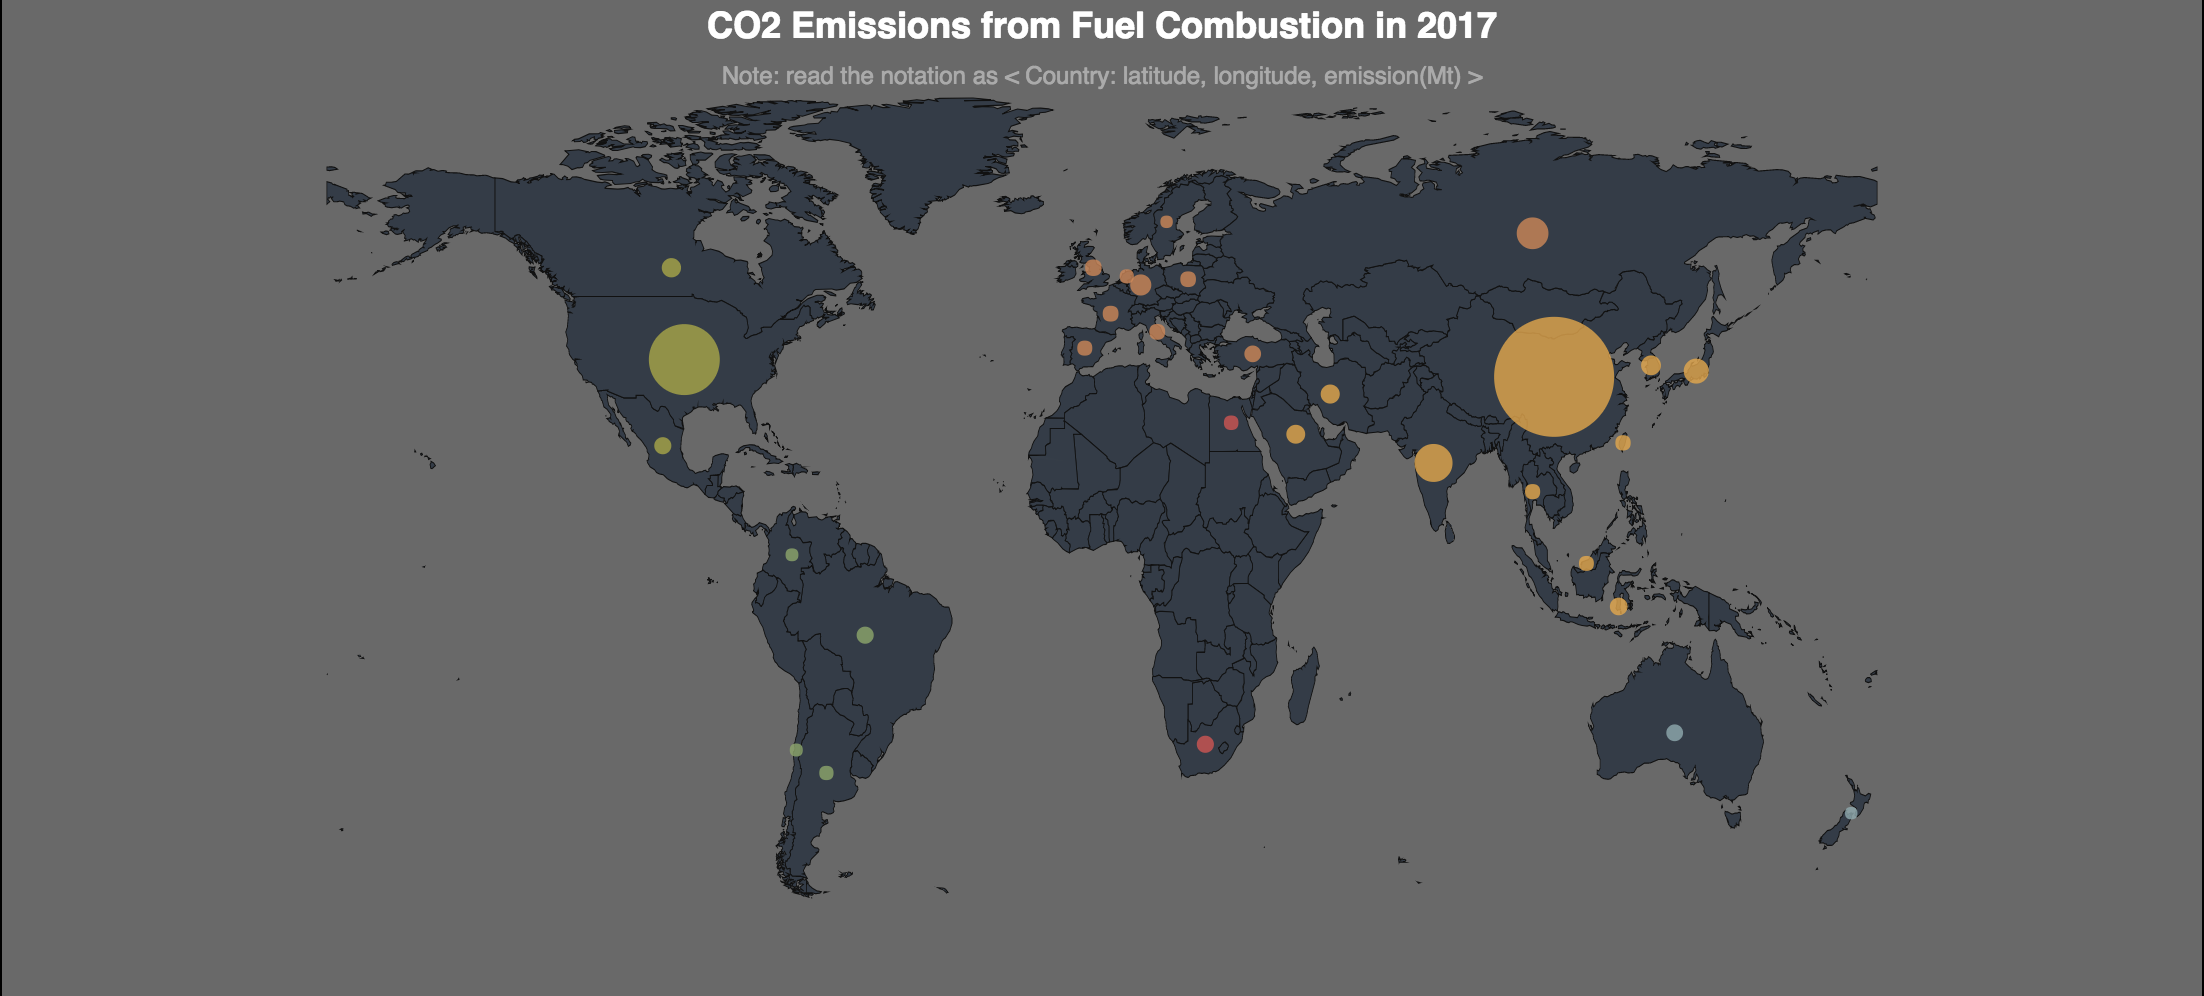 CO2 Emissions from Fuel Combustion in 2017
Note: read the notation as < Country: latitude, longitude, emission(Mt) >